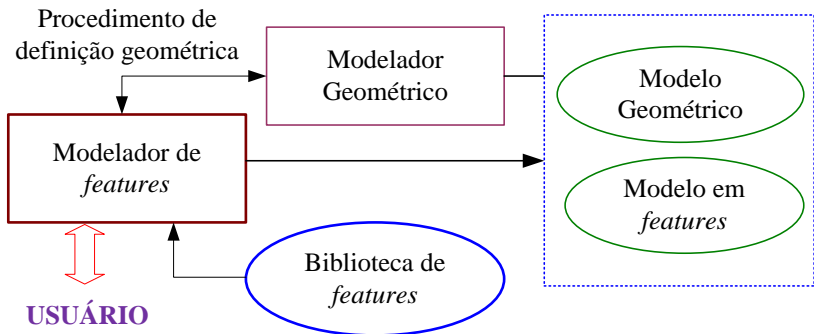 Procedimento de
definição geométrica
Modelador
Geométrico
Modelo
Geométrico
Modelador de
features
Modelo em
features
Biblioteca de
features
USUÁRIO